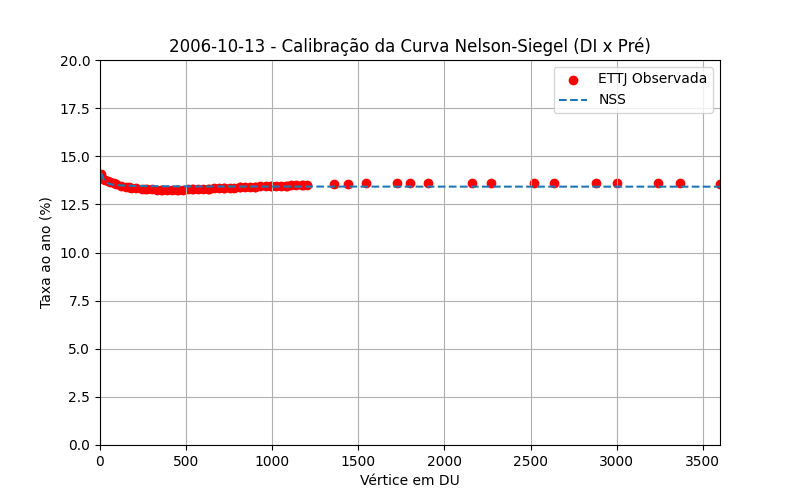 2006-10-13 - Calibração da Curva Nelson-Siegel (DI x Pré)
ETTJ Observada
NSS
Taxa ao ano (%)
20.0
17.5
15.0
12.5
10.0
7.5
5.0
2.5
0.0
0 500 1000 1500 2000 2500 3000 3500
Vértice em DU